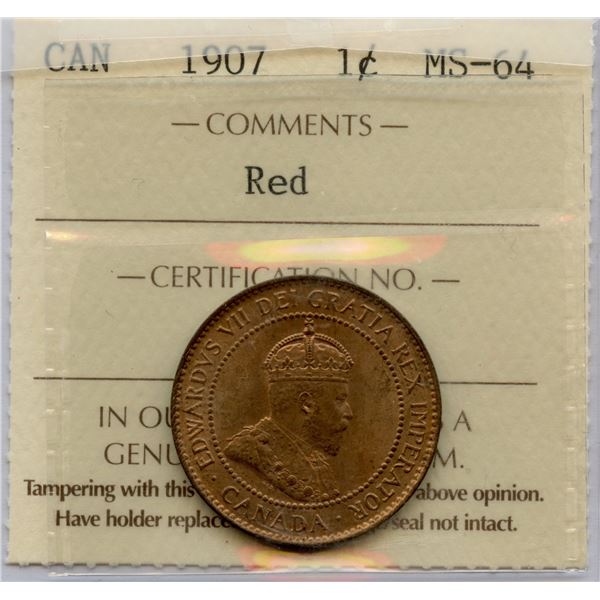 CAN 1907 1¢ MS-64
— COMMENTS —
Red
— CERTIFICATION NO. —
EDWARDVS VII DEI GRATIA REX IMPERATOR
CANADA
IN OU A
GENU M.
Tampering with this above opinion.
Have holder replace seal not intact.